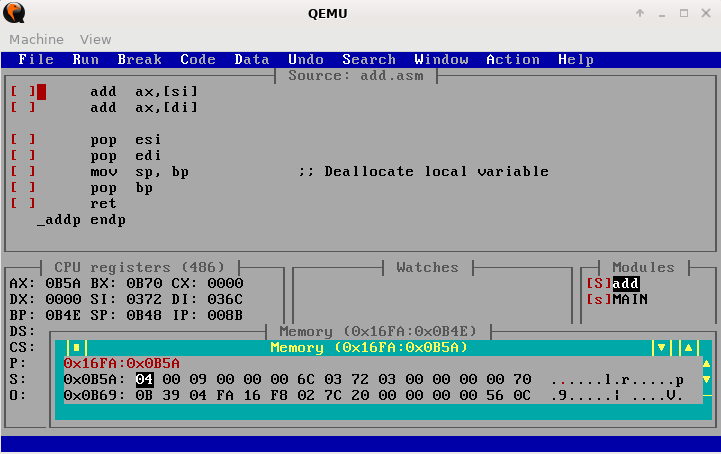 QEMU
Machine View
File Run Break Code Data Undo Search Window Action Help
Source: add.asm
[ ] add ax,[si]
[ ] add ax,[di]
[ ] pop esi
[ ] pop edi
[ ] mov sp, bp ;; Deallocate local variable
[ ] pop bp
[ ] ret
_addp endp
CPU registers (486)
Watches
Modules
AX: 0B5A BX: 0B70 CX: 0000
[S]add
DX: 0000 SI: 0372 DI: 036C
[s]MAIN
BP: 0B4E SP: 0B48 IP: 008B
DS:
Memory (0x16FA:0x0B4E)
CS:
Memory (0x16FA:0x0B5A)
P:
0x16FA:0x0B5A
S:
0x0B5A: 04 00 09 00 00 00 6C 03 72 03 00 00 00 00 70 ......l.r.....p
O:
0x0B69: 0B 39 04 FA 16 F8 02 7C 20 00 00 00 00 56 0C .9.....| ....V.